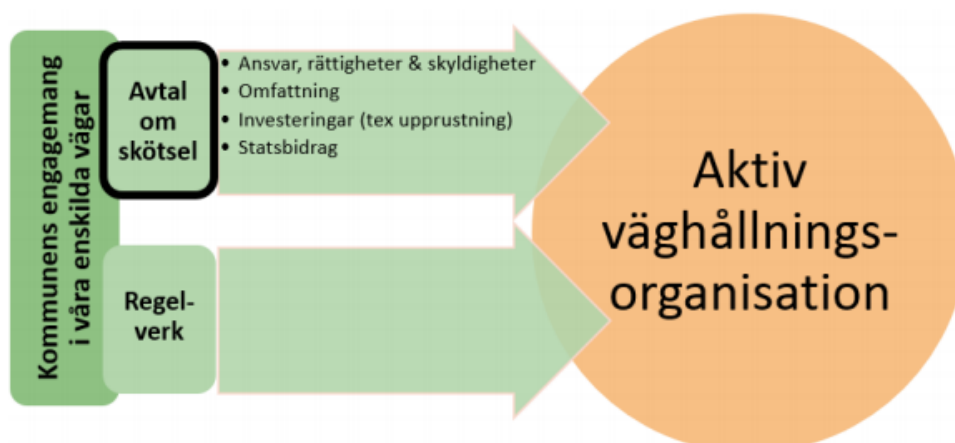 Kommunens engagemang
i våra enskilda vägar
Avtal
om
skötsel
• Ansvar, rättigheter & skyldigheter
• Omfattning
• Investeringar (tex upprustning)
• Statsbidrag
Regel-
verk
Aktiv
väghållnings-
organisation